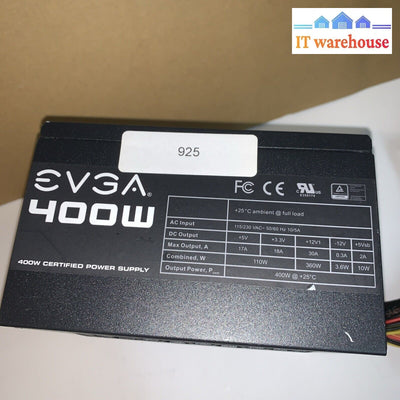 IT warehouse
925
EVGA
400W
400W CERTIFIED POWER SUPPLY
FC CE
+25°C ambient @ full load
AC Input 115/230 VAC~ 50/60 Hz 10/5A
DC Output +5V +3.3V +12V1 -12V +5Vsb
Max Output, A 17A 18A 30A 0.3A 2A
Combined, W 110W 360W 3.6W 10W
Output Power, P 400W @ +25°C